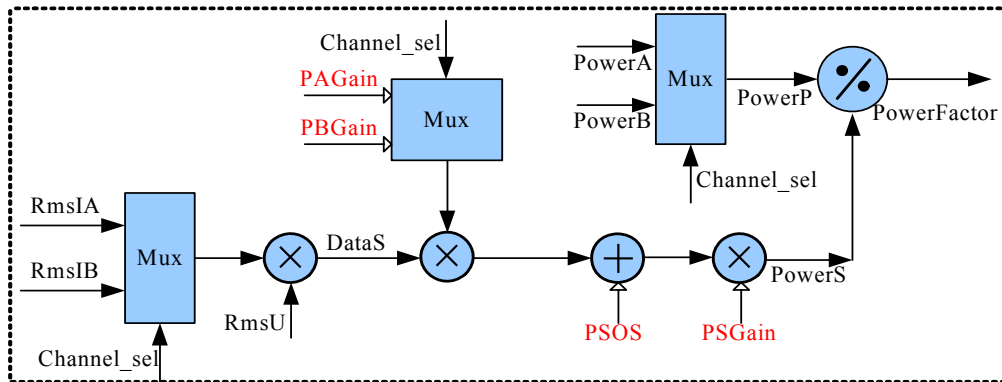 Channel_sel
PAGain
PBGain
Mux
PowerA
PowerB
Mux
PowerP
PowerFactor
Channel_sel
RmsIA
RmsIB
Mux
DataS
RmsU
Channel_sel
PSOS
PSGain
PowerS